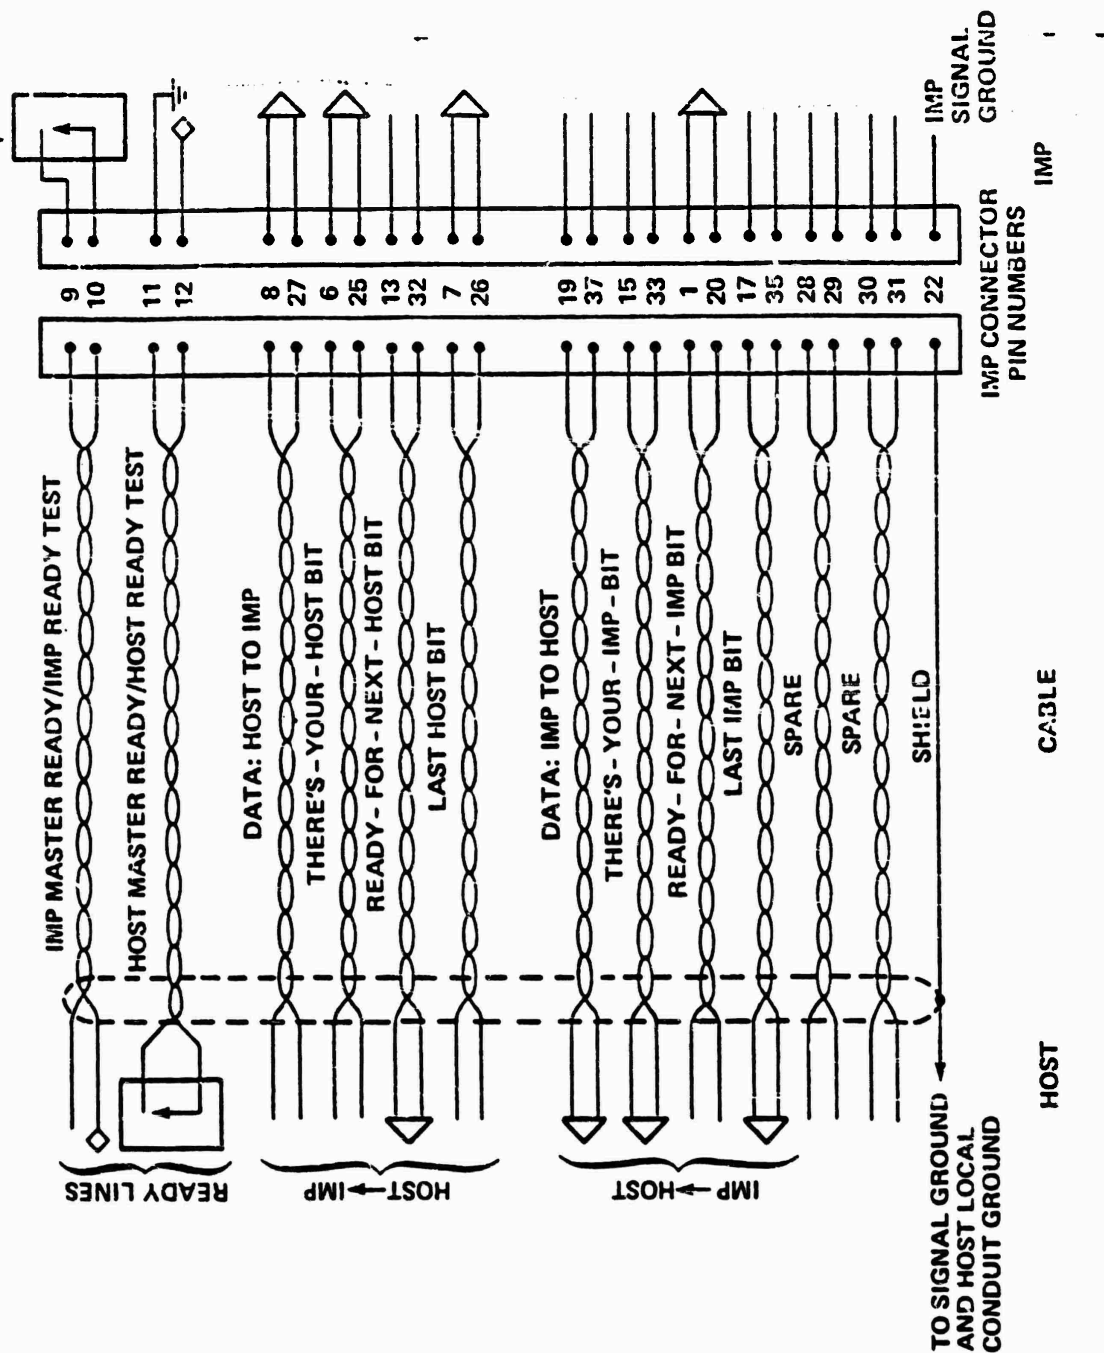 READY LINES
IMP MASTER READY/IMP READY TEST
HOST MASTER READY/HOST READY TEST
HOST→IMP
DATA: HOST TO IMP
THERE'S-YOUR-HOST BIT
READY-FOR-NEXT-HOST BIT
LAST HOST BIT
IMP→HOST
DATA: IMP TO HOST
THERE'S-YOUR-IMP-BIT
READY-FOR-NEXT-IMP BIT
LAST IMP BIT
SPARE
SPARE
SHIELD
9
10
11
12
8
27
6
25
13
32
7
26
19
37
15
33
1
20
17
35
28
29
30
31
22
IMP SIGNAL GROUND
TO SIGNAL GROUND
AND HOST LOCAL
CONDUIT GROUND
IMP CONNECTOR
PIN NUMBERS
HOST
CABLE
IMP